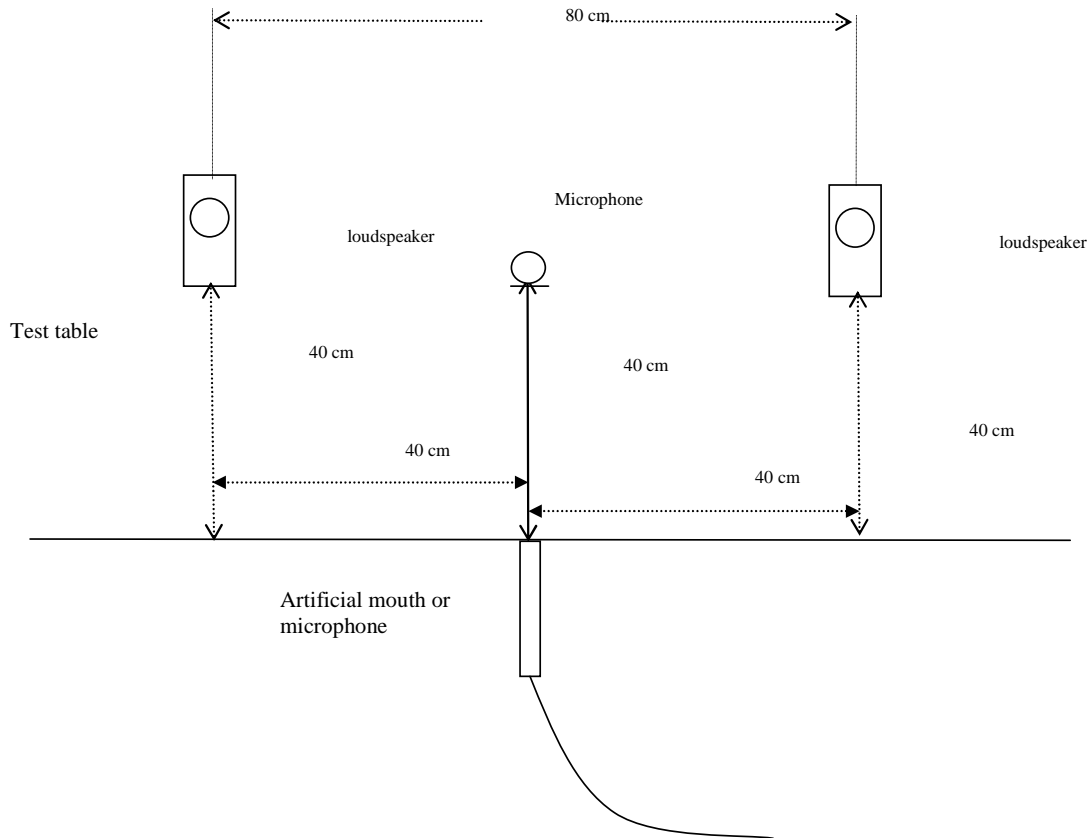 80 cm
Microphone
loudspeaker
loudspeaker
Test table
40 cm
40 cm
40 cm
40 cm
40 cm
Artificial mouth or
microphone